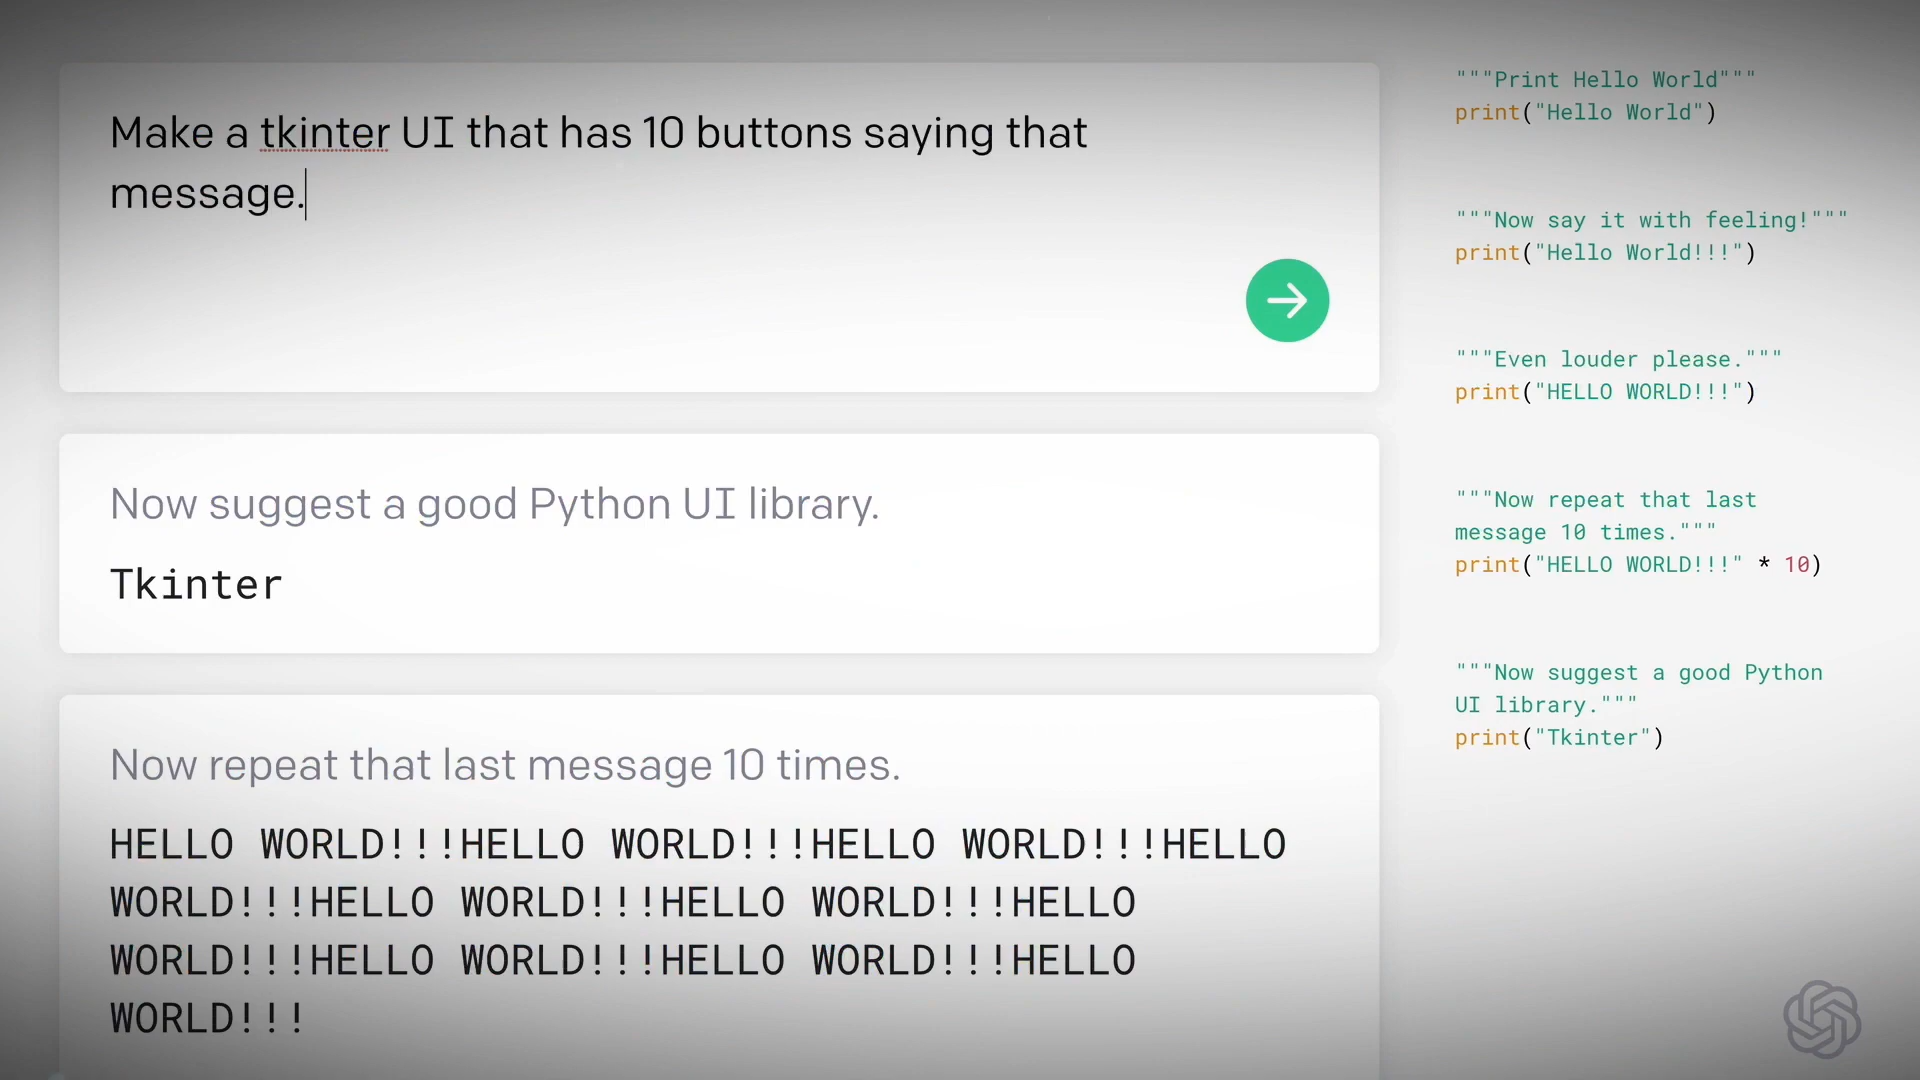 Make a tkinter UI that has 10 buttons saying that
message.
Now suggest a good Python UI library.
Tkinter
Now repeat that last message 10 times.
HELLO WORLD!!!HELLO WORLD!!!HELLO WORLD!!!HELLO
WORLD!!!HELLO WORLD!!!HELLO WORLD!!!HELLO
WORLD!!!HELLO WORLD!!!HELLO WORLD!!!HELLO
WORLD!!!
"""Print Hello World"""
print("Hello World")
"""Now say it with feeling!"""
print("Hello World!!!")
"""Even louder please."""
print("HELLO WORLD!!!")
"""Now repeat that last
message 10 times."""
print("HELLO WORLD!!!" * 10)
"""Now suggest a good Python
UI library."""
print("Tkinter")